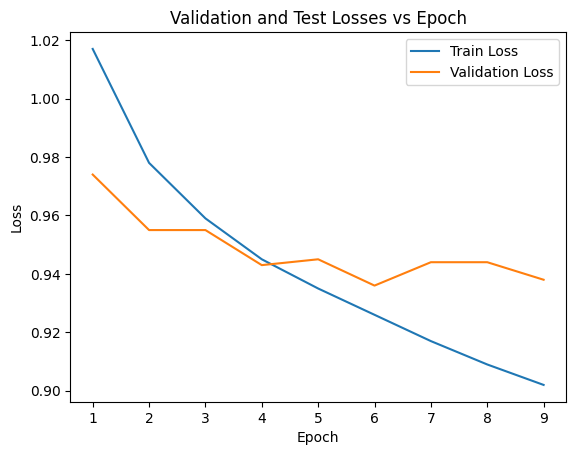 Validation and Test Losses vs Epoch
Train Loss
Validation Loss
1.02
1.00
0.98
0.96
0.94
0.92
0.90
Loss
1 2 3 4 5 6 7 8 9
Epoch